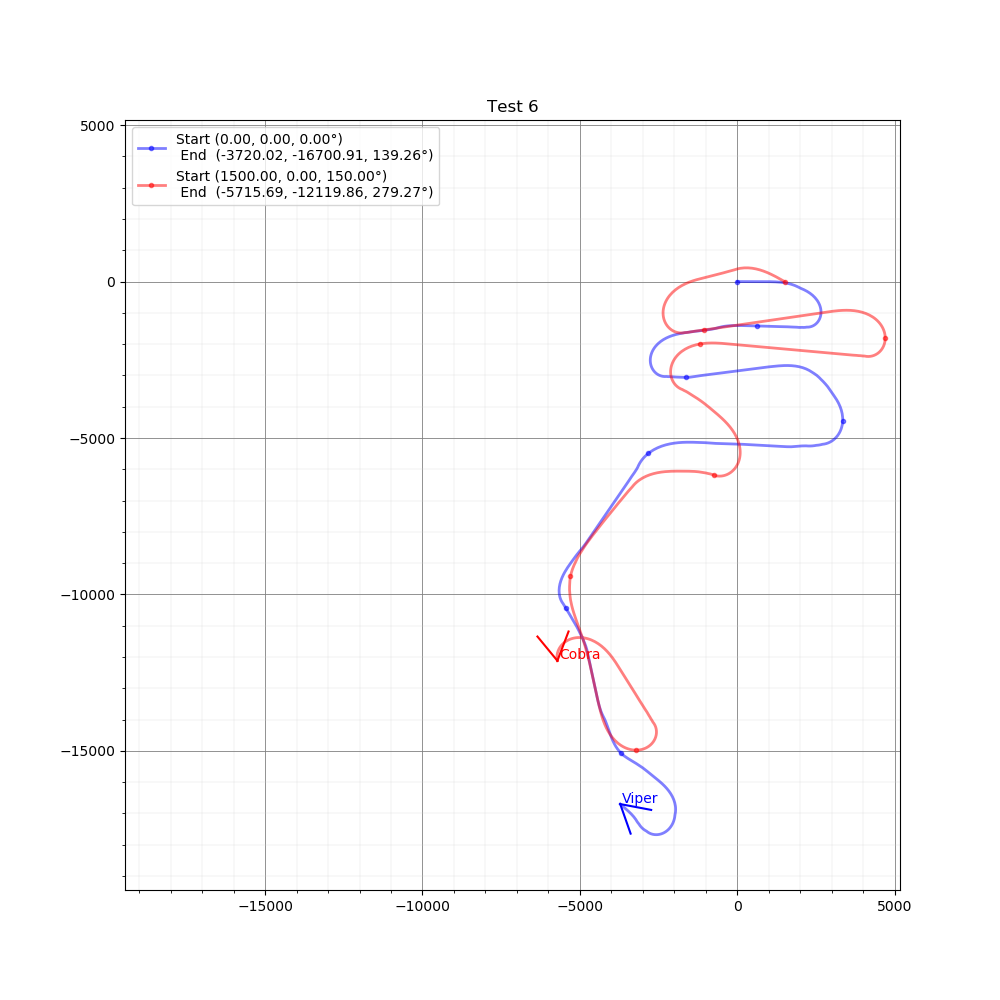 Test 6
Start (0.00, 0.00, 0.00°)
End (-3720.02, -16700.91, 139.26°)
Start (1500.00, 0.00, 150.00°)
End (-5715.69, -12119.86, 279.27°)
5000
0
−5000
−10000
−15000
Cobra
Viper
−15000
−10000
−5000
0
5000